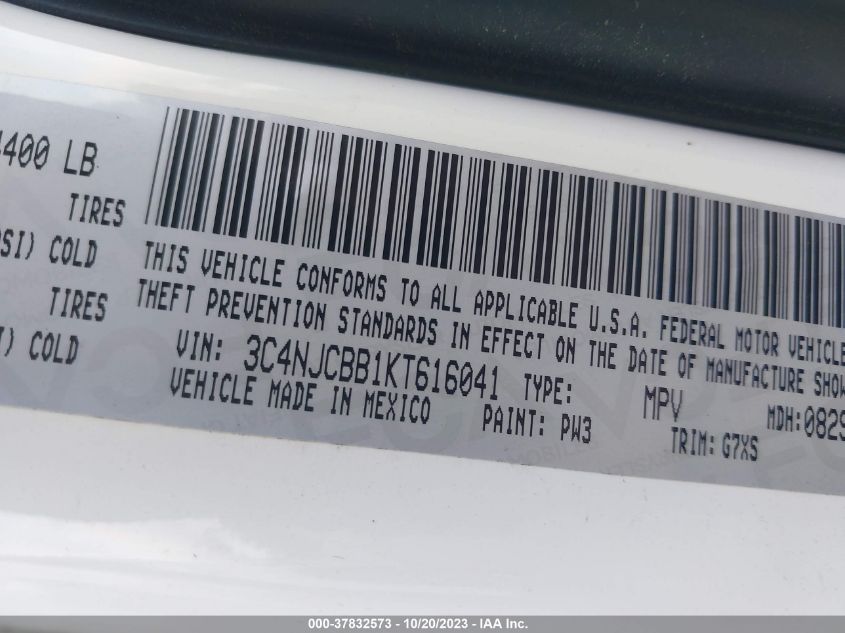 400 LB
TIRES
SI) COLD
TIRES
) COLD
THIS VEHICLE CONFORMS TO ALL APPLICABLE U.S.A. FEDERAL MOTOR VEHICLE
THEFT PREVENTION STANDARDS IN EFFECT ON THE DATE OF MANUFACTURE SHOW
VIN: 3C4NJCBB1KT616041 TYPE: MPV MDH:0829
VEHICLE MADE IN MEXICO PAINT: PW3 TRIM: G7XS
000-37832573 - 10/20/2023 - IAA Inc.